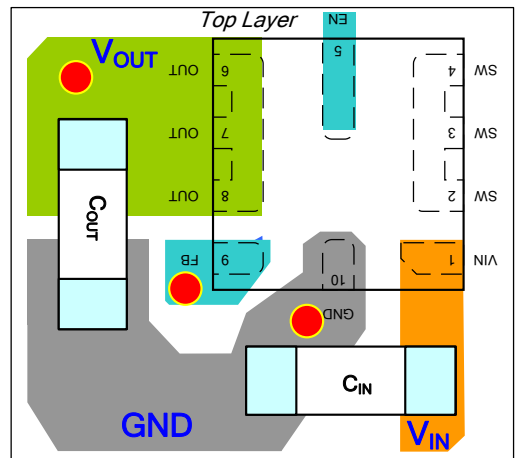 Top Layer
EN
5
VOUT
OUT 6
4 SW
OUT 7
3 SW
COUT
OUT 8
2 SW
FB 9
10
GND
1 VIN
CIN
GND
VIN